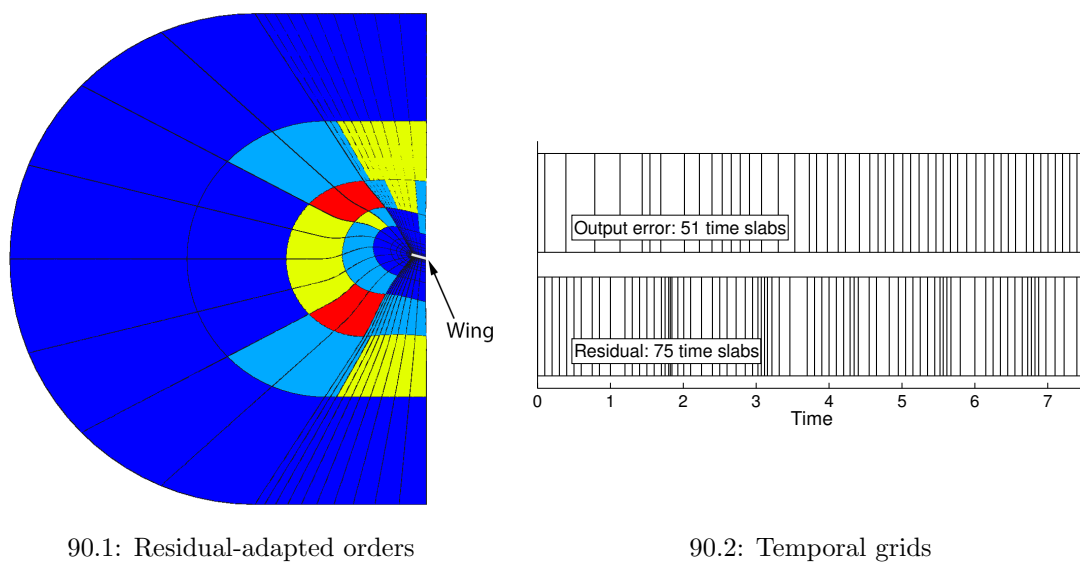 Wing
Output error: 51 time slabs
Residual: 75 time slabs
0 1 2 3 4 5 6 7
Time
90.1: Residual-adapted orders
90.2: Temporal grids